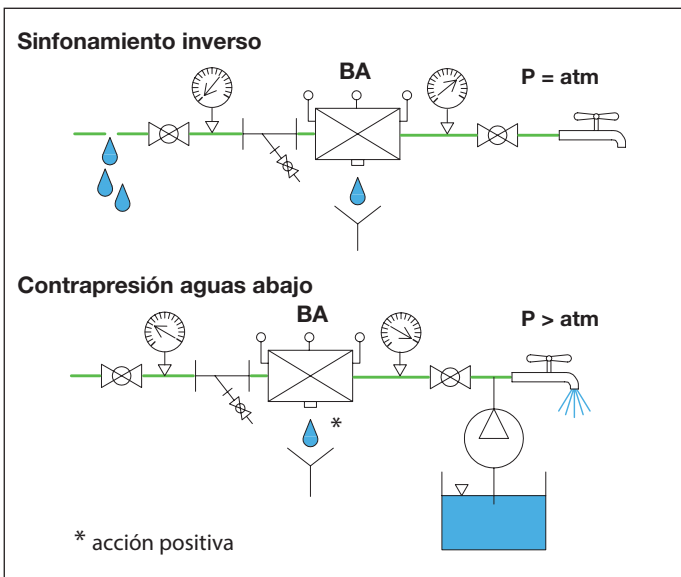 Sinfonamiento inverso
BA
P = atm
Contrapresión aguas abajo
BA
P > atm
*
* acción positiva